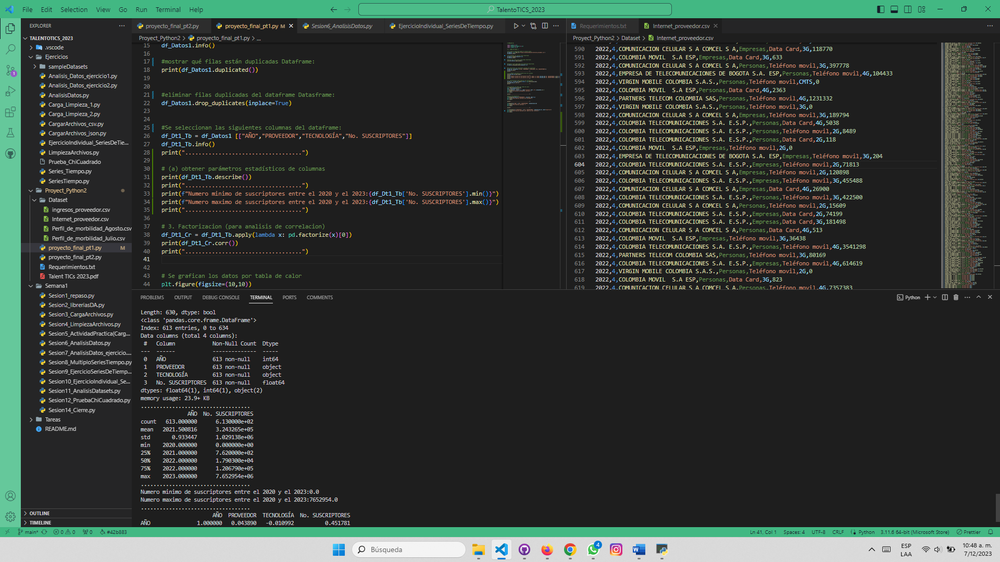 File Edit Selection View Go Run Terminal Help
TalentoTICS_2023
EXPLORER
TALENTOTICS_2023
.vscode
Ejercicios
sampleDatasets
Analisis_Datos_ejercicio1.py
Analisis_Datos_ejercicio2.py
AnalisisDatos.py
Carga_Limpieza_1.py
Carga_Limpieza_2.py
CargarArchivos_csv.py
CargarArchivos_json.py
EjercicioIndividual_SeriesDeTie...
LimpiezaArchivos.py
Prueba_ChiCuadrado
Series_Tiempo.py
SeriesTiempo.py
Proyect_Python2
Dataset
ingresos_proveedor.csv
Internet_proveedor.csv
Perfil_de_morbilidad_Agosto.csv
Perfil_de_morbilidad_Julio.csv
proyecto_final_pt1.py M
proyecto_final_pt2.py
Requerimientos.txt
Talent TICs 2023.pdf
Semana1
Sesion1_repaso.py
Sesion2_libreriasDA.py
Sesion3_CargaArchivos.py
Sesion4_LimpiezaArchivos.py
Sesion5_ActividadPractica(Carg...
Sesion6_AnalisisDatos.py
Sesion7_AnalisisDatos_ejercicio....
Sesion8_MultiploSeriesTiempo.py
Sesion9_EjercicioSeriesDeTiemp...
Sesion10_EjercicioIndividual_Se...
Sesion11_AnalisisDatasets.py
Sesion12_PruebaChiCuadrado.py
Sesion14_Cierre.py
Tareas
README.md
OUTLINE
TIMELINE
proyecto_final_pt2.py proyecto_final_pt1.py M Sesion6_AnalisisDatos.py EjercicioIndividual_SeriesDeTiempo.py
Proyect_Python2 > proyecto_final_pt1.py > ...
15 df_Datos1.info()
16
17 #mostrar qué filas están duplicadas Dataframe:
18 print(df_Datos1.duplicated())
19
20
21 #eliminar filas duplicadas del dataframe Datasframe:
22 df_Datos1.drop_duplicates(inplace=True)
23
24
25 #Se seleccionan las siguientes columnas del dataframe:
26 df_Dt1_Tb = df_Datos1 [["AÑO","PROVEEDOR","TECNOLOGÍA","No. SUSCRIPTORES"]]
27 df_Dt1_Tb.info()
28 print("..................................")
29
30 # (a) obtener parámetros estadísticos de columnas
31 print(df_Dt1_Tb.describe())
32 print("..................................")
33 print(f"Numero minimo de suscriptores entre el 2020 y el 2023:{df_Dt1_Tb['No. SUSCRIPTORES'].min()}")
34 print(f"Numero maximo de suscriptores entre el 2020 y el 2023:{df_Dt1_Tb['No. SUSCRIPTORES'].max()}")
35 print("..................................")
36
37 # 3. Factorizacion (para analisis de correlacion)
38 df_Dt1_Cr = df_Dt1_Tb.apply(lambda x: pd.factorize(x)[0])
39 print(df_Dt1_Cr.corr())
40 print("..................................")
41
42
43 # Se grafican los datos por tabla de calor
44 plt.figure(figsize=(10,10))
Requerimientos.txt Internet_proveedor.csv
Proyect_Python2 > Dataset > Internet_proveedor.csv
590 2022,4,COMUNICACION CELULAR S A COMCEL S A,Empresas,Data Card,3G,118770
591 2022,4,COLOMBIA MOVIL  S.A ESP,Empresas,Data Card,3G,633
592 2022,4,COMUNICACION CELULAR S A COMCEL S A,Personas,Teléfono movil,3G,397778
593 2022,4,EMPRESA DE TELECOMUNICACIONES DE BOGOTA S.A. ESP,Personas,Teléfono movil,4G,104433
594 2022,4,VIRGIN MOBILE COLOMBIA S.A.S.,Personas,Teléfono movil,CMTS,0
595 2022,4,COLOMBIA MOVIL  S.A ESP,Personas,Data Card,4G,2363
596 2022,4,PARTNERS TELECOM COLOMBIA SAS,Personas,Teléfono movil,4G,1231332
597 2022,4,VIRGIN MOBILE COLOMBIA S.A.S.,Personas,Teléfono movil,3G,0
598 2022,4,COMUNICACION CELULAR S A COMCEL S A,Empresas,Teléfono movil,3G,189794
599 2022,4,COLOMBIA TELECOMUNICACIONES S.A. E.S.P.,Personas,Data Card,4G,5038
600 2022,4,COLOMBIA TELECOMUNICACIONES S.A. E.S.P.,Personas,Teléfono movil,2G,8489
601 2022,4,COLOMBIA TELECOMUNICACIONES S.A. E.S.P.,Personas,Data Card,2G,118
602 2022,4,COLOMBIA MOVIL  S.A ESP,Empresas,Teléfono movil,2G,0
603 2022,4,EMPRESA DE TELECOMUNICACIONES DE BOGOTA S.A. ESP,Empresas,Teléfono movil,3G,204
604 2022,4,COLOMBIA TELECOMUNICACIONES S.A. E.S.P.,Empresas,Teléfono movil,2G,71813
605 2022,4,COMUNICACION CELULAR S A COMCEL S A,Empresas,Teléfono movil,2G,120898
606 2022,4,COLOMBIA TELECOMUNICACIONES S.A. E.S.P.,Empresas,Teléfono movil,3G,455488
607 2022,4,COMUNICACION CELULAR S A COMCEL S A,Empresas,Data Card,4G,26900
608 2022,4,COLOMBIA TELECOMUNICACIONES S.A. E.S.P.,Personas,Teléfono movil,3G,422500
609 2022,4,COMUNICACION CELULAR S A COMCEL S A,Personas,Teléfono movil,2G,15609
610 2022,4,COLOMBIA TELECOMUNICACIONES S.A. E.S.P.,Empresas,Data Card,2G,74199
611 2022,4,COLOMBIA TELECOMUNICACIONES S.A. E.S.P.,Empresas,Data Card,3G,181498
612 2022,4,COMUNICACION CELULAR S A COMCEL S A,Personas,Data Card,4G,513
613 2022,4,COLOMBIA MOVIL  S.A ESP,Empresas,Teléfono movil,3G,36438
614 2022,4,COLOMBIA TELECOMUNICACIONES S.A. E.S.P.,Personas,Teléfono movil,4G,3541298
615 2022,4,PARTNERS TELECOM COLOMBIA SAS,Personas,Teléfono movil,3G,80169
616 2022,4,COLOMBIA TELECOMUNICACIONES S.A. E.S.P.,Empresas,Teléfono movil,4G,614619
617 2022,4,VIRGIN MOBILE COLOMBIA S.A.S.,Personas,Teléfono movil,2G,0
618 2022,4,COLOMBIA MOVIL  S.A ESP,Personas,Data Card,3G,823
619 2022,4,COMUNICACION CELULAR S A COMCEL S A,Personas,Teléfono movil,4G,7357383
PROBLEMS OUTPUT DEBUG CONSOLE TERMINAL PORTS COMMENTS
Python
Length: 630, dtype: bool
<class 'pandas.core.frame.DataFrame'>
Index: 613 entries, 0 to 634
Data columns (total 4 columns):
# Column Non-Null Count Dtype
--- ------ -------------- -----
0 AÑO 613 non-null int64
1 PROVEEDOR 613 non-null object
2 TECNOLOGÍA 613 non-null object
3 No. SUSCRIPTORES 613 non-null float64
dtypes: float64(1), int64(1), object(2)
memory usage: 23.9+ KB
..................................
AÑO No. SUSCRIPTORES
count 613.000000 6.130000e+02
mean 2021.500816 3.243265e+05
std 0.933447 1.029138e+06
min 2020.000000 0.000000e+00
25% 2021.000000 7.620000e+02
50% 2022.000000 1.790300e+04
75% 2022.000000 1.206790e+05
max 2023.000000 7.652954e+06
..................................
Numero minimo de suscriptores entre el 2020 y el 2023:0.0
Numero maximo de suscriptores entre el 2020 y el 2023:7652954.0
..................................
AÑO PROVEEDOR TECNOLOGÍA No. SUSCRIPTORES
AÑO 1.000000 0.043890 -0.010992 0.451781
main* 0 0 0 #42b883
Ln 41, Col 1 Spaces: 4 UTF-8 CRLF Python 3.11.6 64-bit (Microsoft Store) Prettier
Búsqueda
4
ESP
LAA
10:48 a. m.
7/12/2023